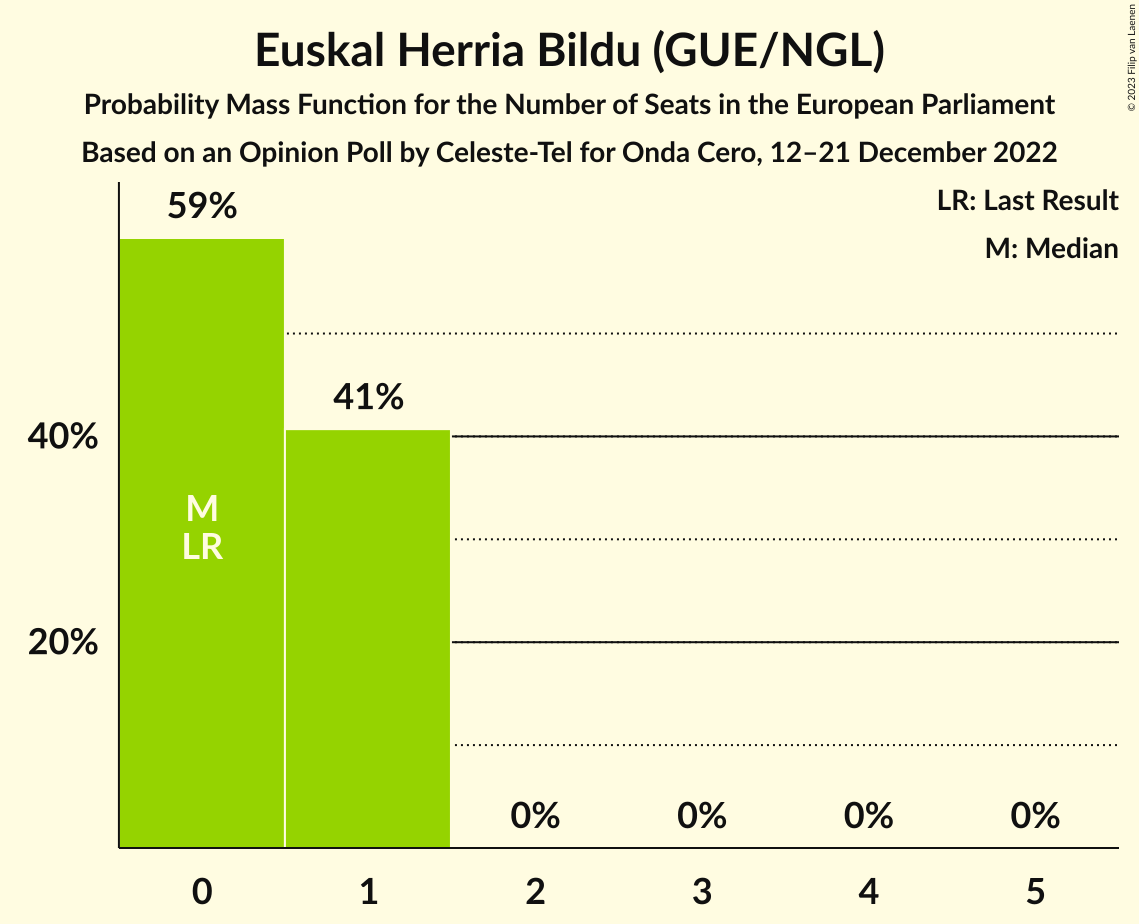 Euskal Herria Bildu (GUE/NGL)
Probability Mass Function for the Number of Seats in the European Parliament
Based on an Opinion Poll by Celeste-Tel for Onda Cero, 12–21 December 2022
© 2023 Filip van Laenen
LR: Last Result
M: Median
59%
41%
40%
M
LR
20%
0% 0% 0% 0%
0 1 2 3 4 5